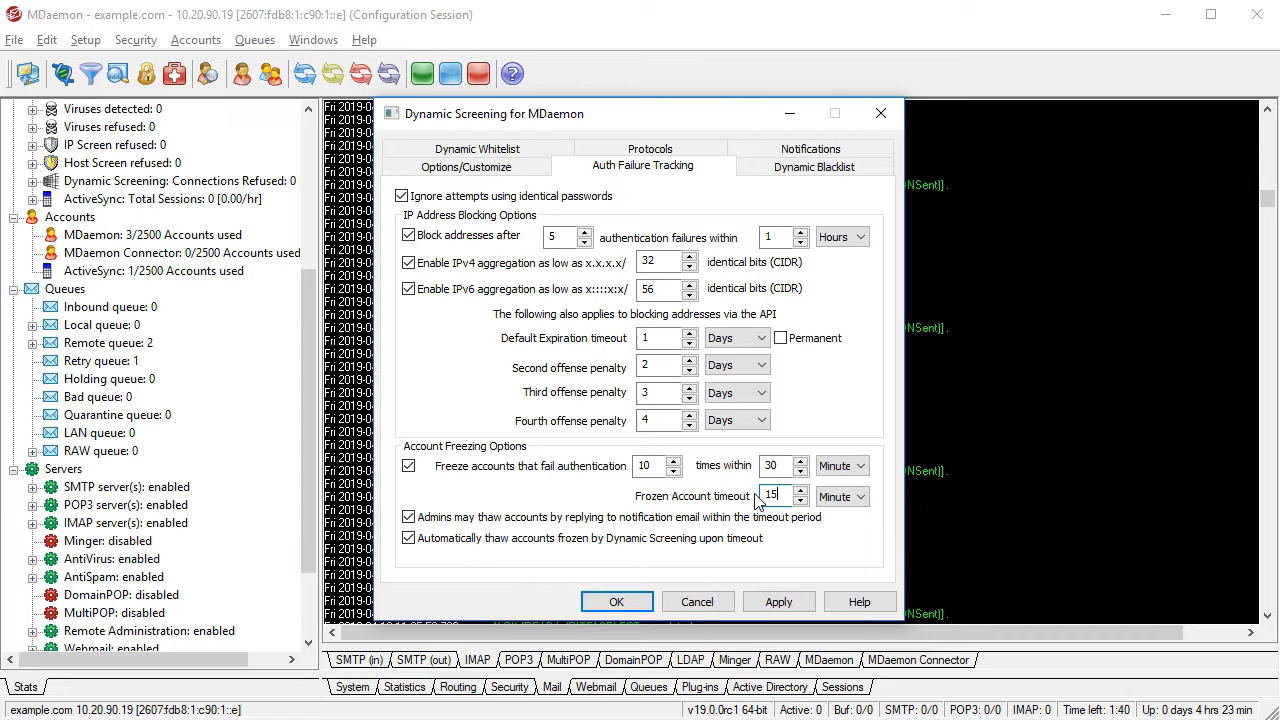 MDaemon - example.com - 10.20.90.19 [2607:fdb8:1:c90:1::e] (Configuration Session)
File Edit Setup Security Accounts Queues Windows Help
Viruses detected: 0
Viruses refused: 0
IP Screen refused: 0
Host Screen refused: 0
Dynamic Screening: Connections Refused: 0
ActiveSync: Total Sessions: 0 [0.00/hr]
Accounts
MDaemon: 3/2500 Accounts used
MDaemon Connector: 0/2500 Accounts used
ActiveSync: 1/2500 Accounts used
Queues
Inbound queue: 0
Local queue: 0
Remote queue: 2
Retry queue: 1
Holding queue: 0
Bad queue: 0
Quarantine queue: 0
LAN queue: 0
RAW queue: 0
Servers
SMTP server(s): enabled
POP3 server(s): enabled
IMAP server(s): enabled
Minger: disabled
AntiVirus: enabled
AntiSpam: enabled
DomainPOP: disabled
MultiPOP: disabled
Remote Administration: enabled
Webmail: enabled
Stats
Dynamic Screening for MDaemon
Dynamic Whitelist Protocols Notifications
Options/Customize Auth Failure Tracking Dynamic Blacklist
Ignore attempts using identical passwords
IP Address Blocking Options
Block addresses after 5 authentication failures within 1 Hours
Enable IPv4 aggregation as low as x.x.x.x/ 32 identical bits (CIDR)
Enable IPv6 aggregation as low as x::::x:x/ 56 identical bits (CIDR)
The following also applies to blocking addresses via the API
Default Expiration timeout 1 Days Permanent
Second offense penalty 2 Days
Third offense penalty 3 Days
Fourth offense penalty 4 Days
Account Freezing Options
Freeze accounts that fail authentication 10 times within 30 Minute
Frozen Account timeout 15 Minute
Admins may thaw accounts by replying to notification email within the timeout period
Automatically thaw accounts frozen by Dynamic Screening upon timeout
OK Cancel Apply Help
SMTP (in) SMTP (out) IMAP POP3 MultiPOP DomainPOP LDAP Minger RAW MDaemon MDaemon Connector
System Statistics Routing Security Mail Webmail Queues Plug-ins Active Directory Sessions
example.com 10.20.90.19 [2607:fdb8:1:c90:1::e] v19.0.0rc1 64-bit Active: 0 Buf: 0/0 SMTP: 0/0 POP3: 0/0 IMAP: 0 Time left: 1:40 Up: 0 days 4 hrs 23 min